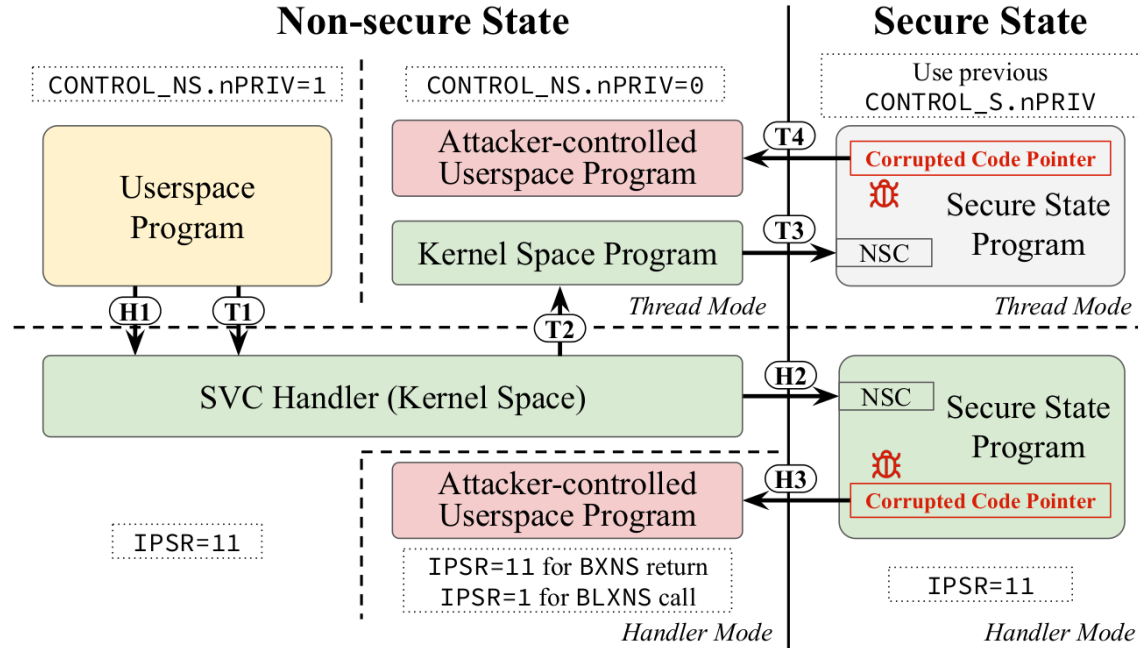 Non-secure State
Secure State
CONTROL_NS.nPRIV=1
CONTROL_NS.nPRIV=0
Use previous
CONTROL_S.nPRIV
Userspace
Program
Attacker-controlled
Userspace Program
T4
Corrupted Code Pointer
Secure State
Program
Kernel Space Program
T3
NSC
H1
T1
T2
Thread Mode
Thread Mode
SVC Handler (Kernel Space)
H2
NSC
Secure State
Program
Attacker-controlled
Userspace Program
H3
Corrupted Code Pointer
IPSR=11
IPSR=11 for BXNS return
IPSR=1 for BLXNS call
IPSR=11
Handler Mode
Handler Mode